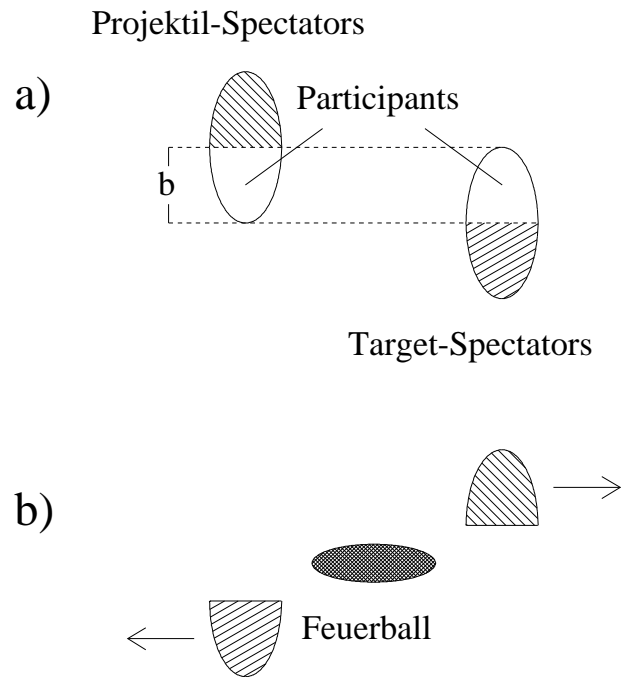 Projektil-Spectators
a)
Participants
b
Target-Spectators
b)
Feuerball